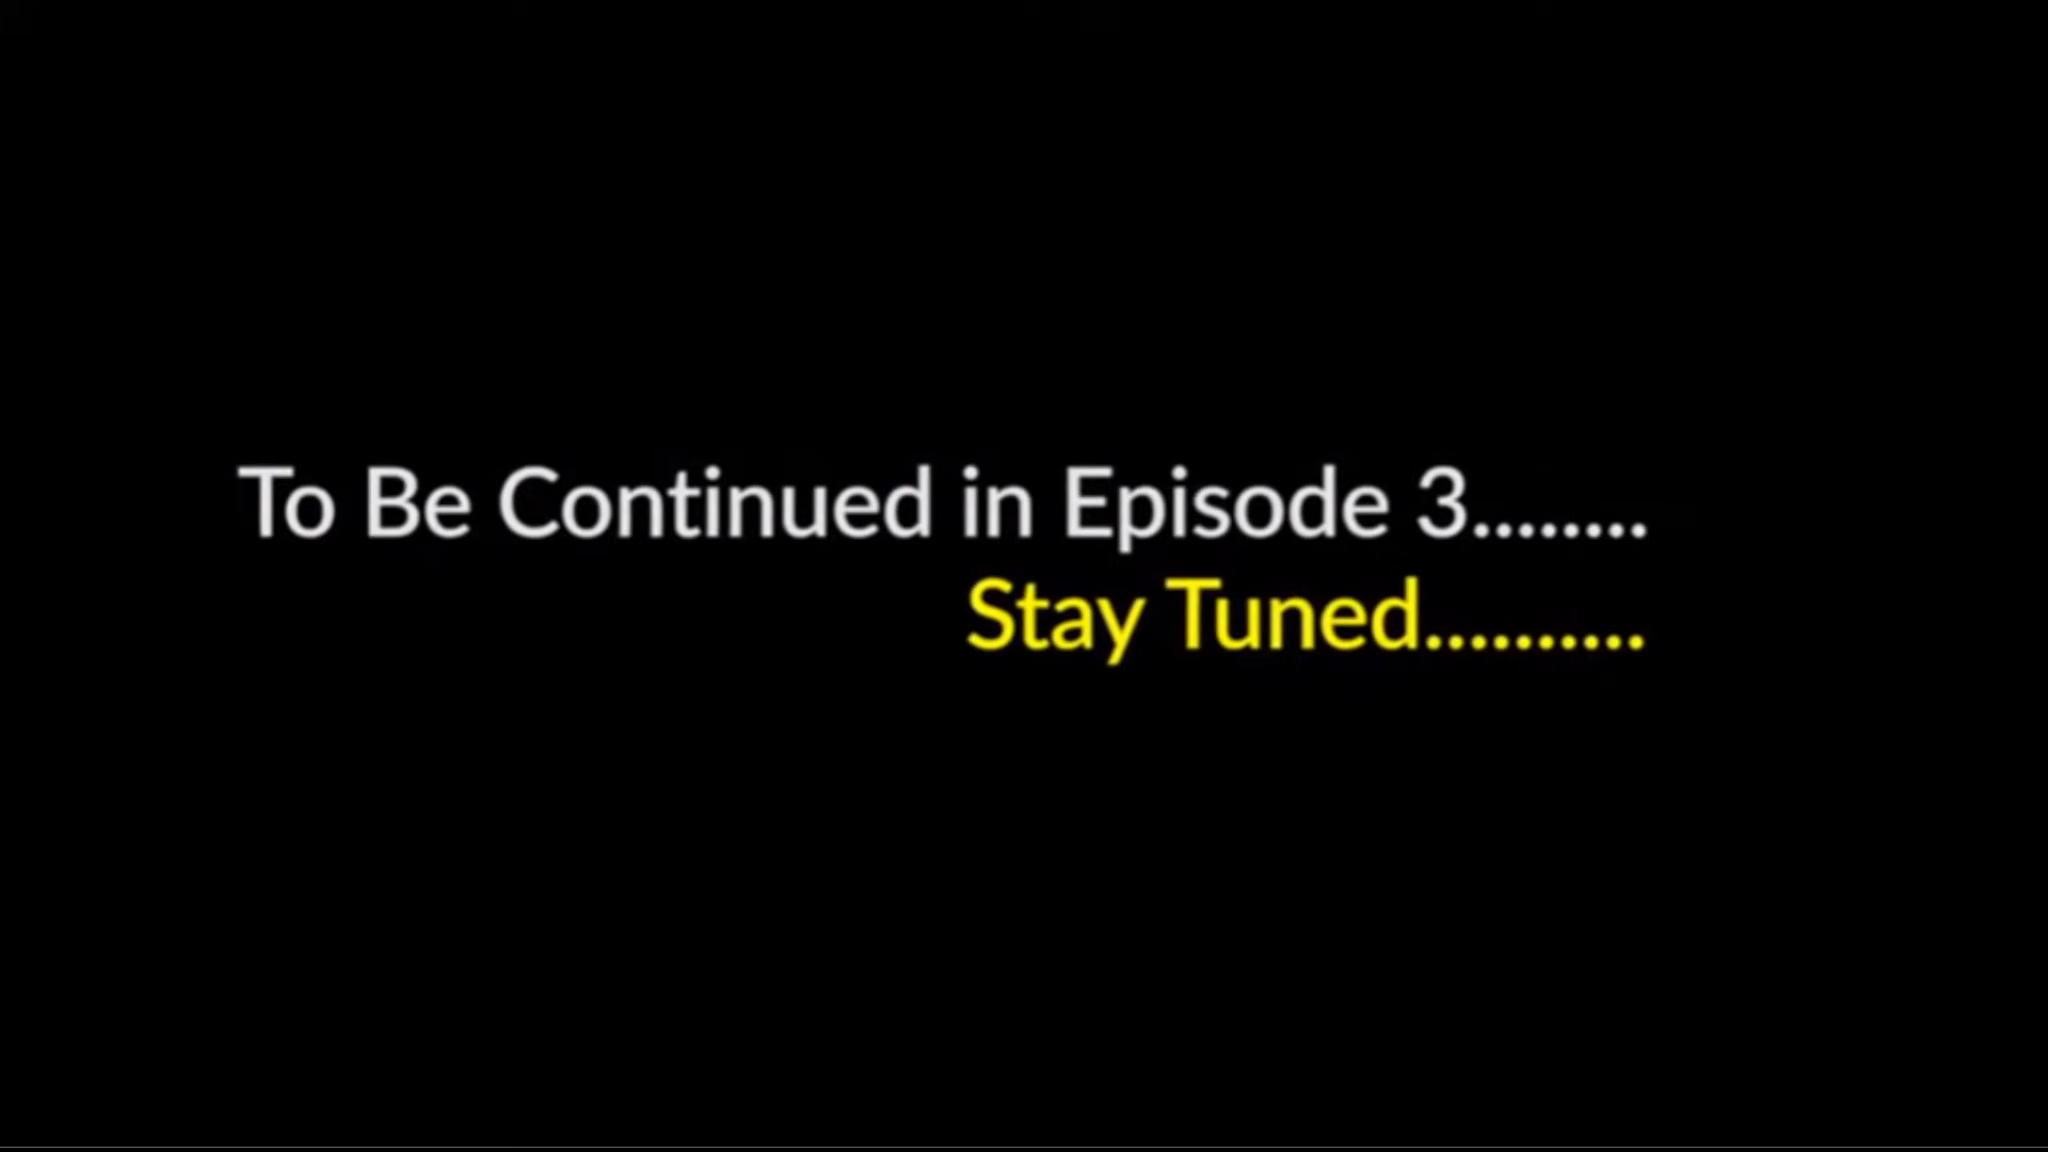 To Be Continued in Episode 3........
Stay Tuned..........